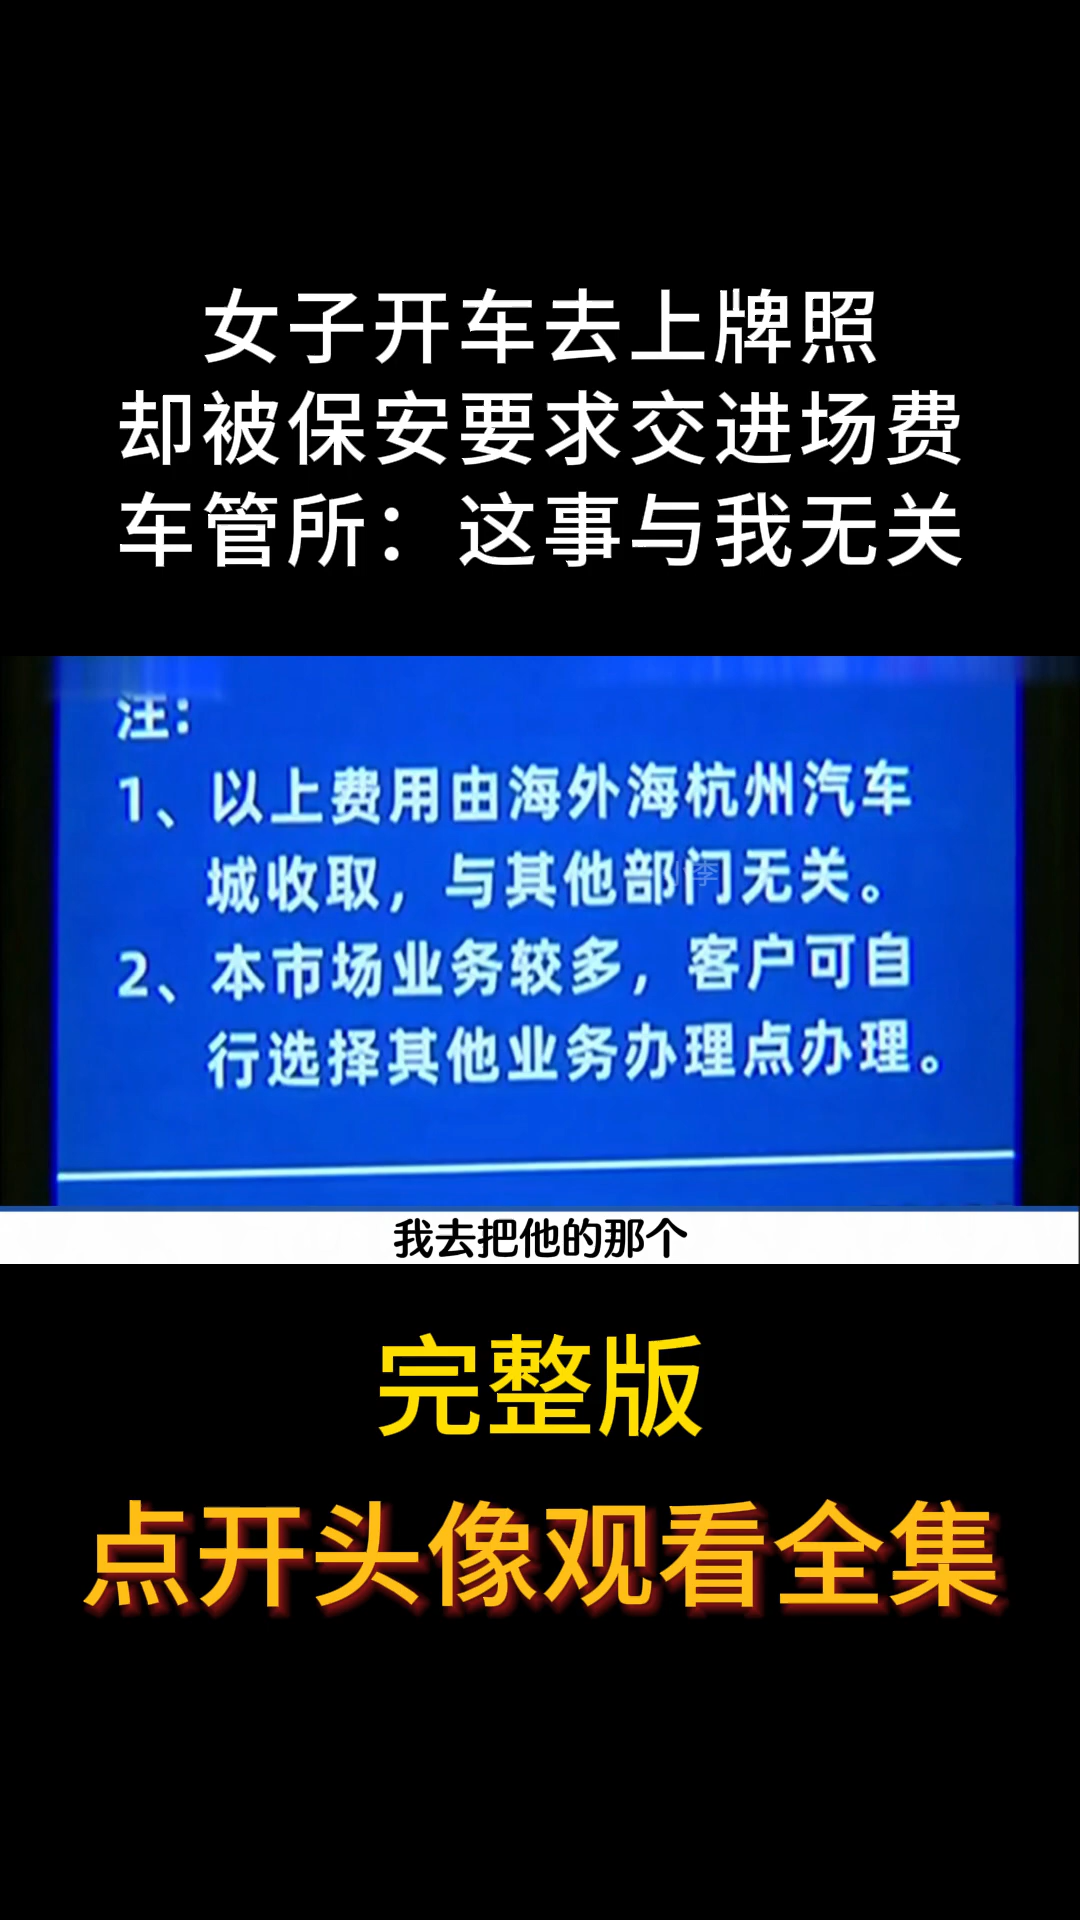 女子开车去上牌照
却被保安要求交进场费
车管所：这事与我无关
注：
1、以上费用由海外海杭州汽车
城收取，与其他部门无关。
小李
2、本市场业务较多，客户可自
行选择其他业务办理点办理。
我去把他的那个
完整版
点开头像观看全集